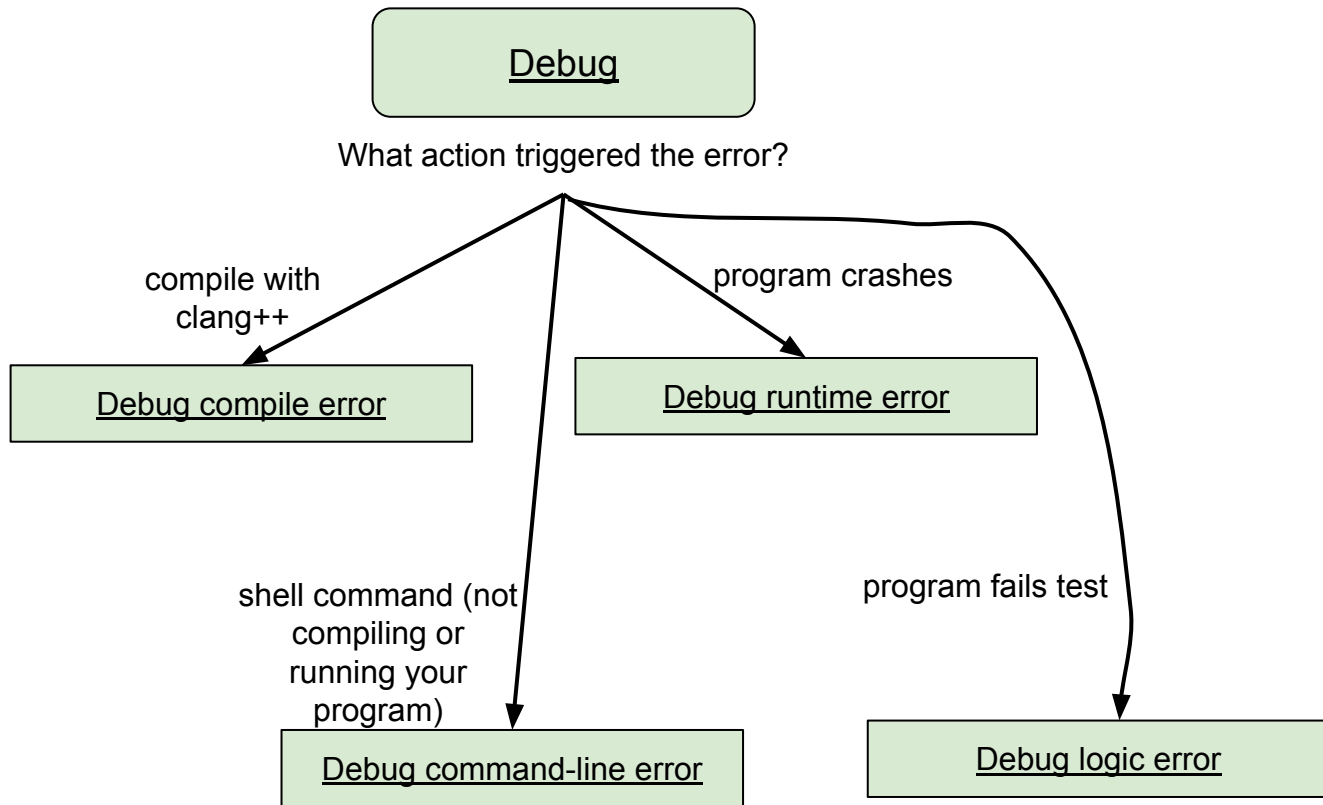 Debug
What action triggered the error?
compile with
clang++
program crashes
Debug compile error
Debug runtime error
shell command (not
compiling or
running your
program)
program fails test
Debug command-line error
Debug logic error